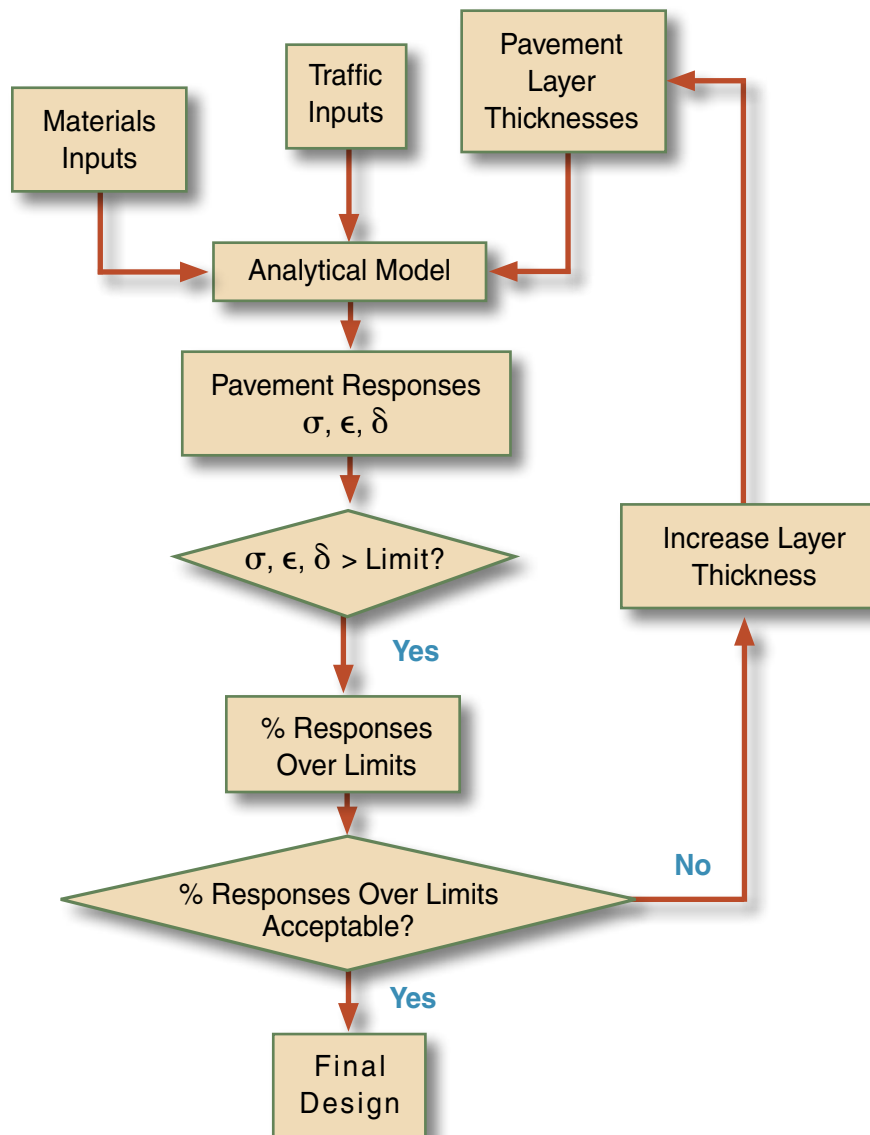 Materials
Inputs
Traffic
Inputs
Pavement
Layer
Thicknesses
Analytical Model
Pavement Responses
σ, ϵ, δ
σ, ϵ, δ > Limit?
Yes
% Responses
Over Limits
% Responses Over Limits
Acceptable?
No
Increase Layer
Thickness
Yes
Final
Design